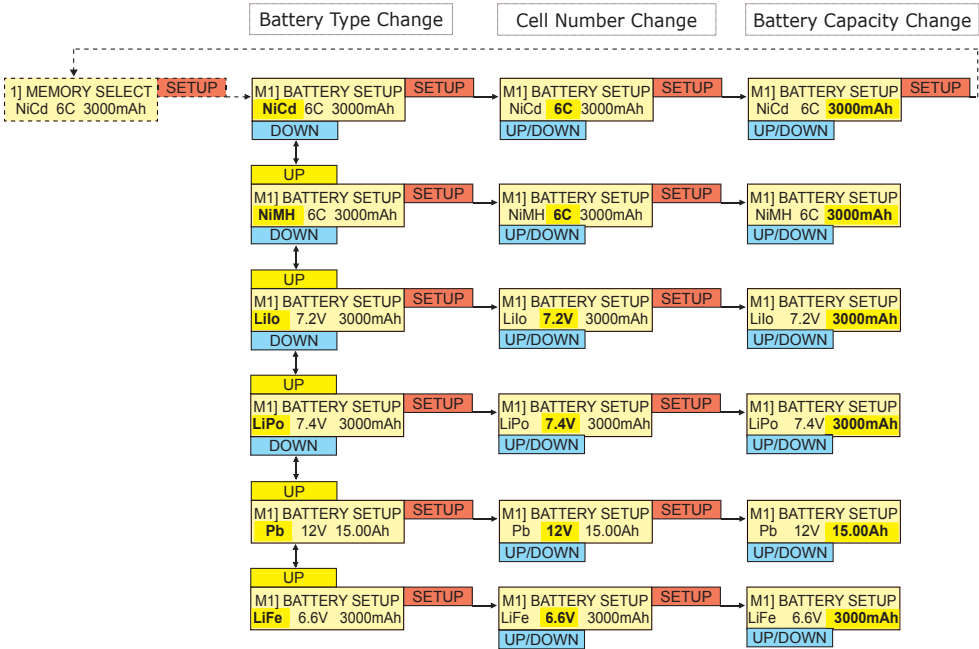 Battery Type Change
Cell Number Change
Battery Capacity Change
1] MEMORY SELECT
NiCd 6C 3000mAh
SETUP
M1] BATTERY SETUP
NiCd 6C 3000mAh
SETUP
DOWN
M1] BATTERY SETUP
NiCd 6C 3000mAh
SETUP
UP/DOWN
M1] BATTERY SETUP
NiCd 6C 3000mAh
SETUP
UP/DOWN
UP
M1] BATTERY SETUP
NiMH 6C 3000mAh
SETUP
DOWN
M1] BATTERY SETUP
NiMH 6C 3000mAh
SETUP
UP/DOWN
M1] BATTERY SETUP
NiMH 6C 3000mAh
UP/DOWN
UP
M1] BATTERY SETUP
LiIo 7.2V 3000mAh
SETUP
DOWN
M1] BATTERY SETUP
LiIo 7.2V 3000mAh
SETUP
UP/DOWN
M1] BATTERY SETUP
LiIo 7.2V 3000mAh
UP/DOWN
UP
M1] BATTERY SETUP
LiPo 7.4V 3000mAh
SETUP
DOWN
M1] BATTERY SETUP
LiPo 7.4V 3000mAh
SETUP
UP/DOWN
M1] BATTERY SETUP
LiPo 7.4V 3000mAh
UP/DOWN
UP
M1] BATTERY SETUP
Pb 12V 15.00Ah
SETUP
M1] BATTERY SETUP
Pb 12V 15.00Ah
SETUP
UP/DOWN
M1] BATTERY SETUP
Pb 12V 15.00Ah
UP/DOWN
UP
M1] BATTERY SETUP
LiFe 6.6V 3000mAh
SETUP
M1] BATTERY SETUP
LiFe 6.6V 3000mAh
SETUP
UP/DOWN
M1] BATTERY SETUP
LiFe 6.6V 3000mAh
UP/DOWN